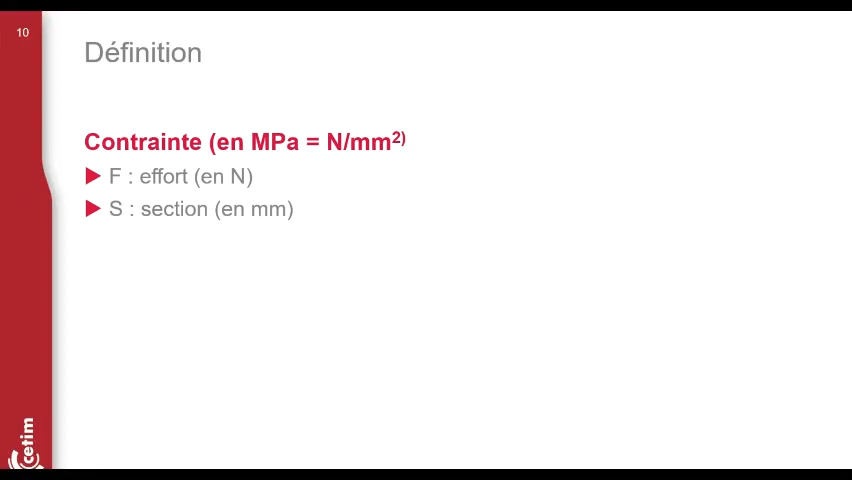 10
Définition
Contrainte (en MPa = N/mm²)
F : effort (en N)
S : section (en mm)
cetim